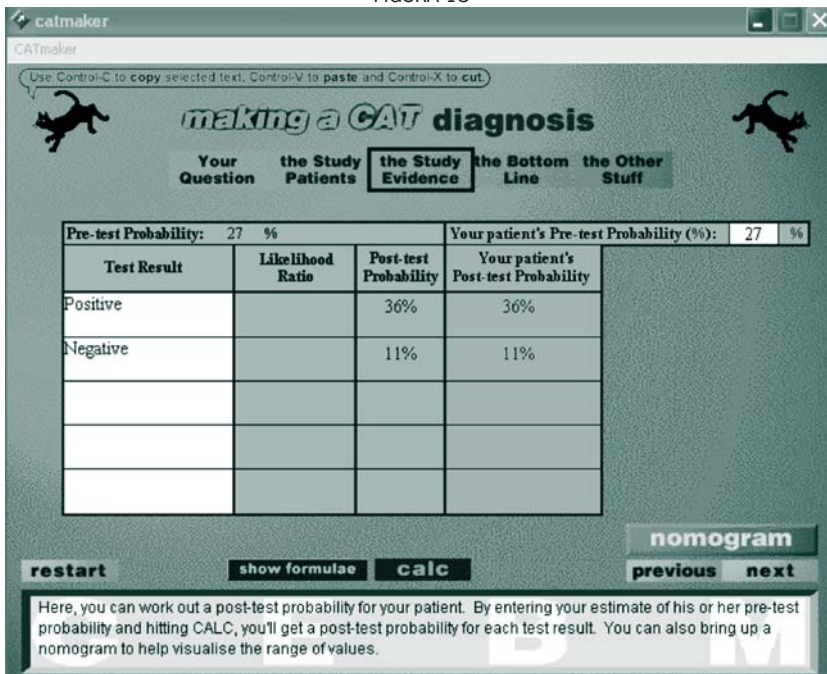 catmaker
CATmaker
Use Control-C to copy selected text, Control-V to paste and Control-X to cut.
making a CAT diagnosis
Your Question the Study Patients the Study Evidence the Bottom Line the Other Stuff
Pre-test Probability: 27 % Your patient's Pre-test Probability (%): 27 %
Test Result Likelihood Ratio Post-test Probability Your patient's Post-test Probability
Positive 36% 36%
Negative 11% 11%
nomogram
restart show formulae calc previous next
Here, you can work out a post-test probability for your patient. By entering your estimate of his or her pre-test
probability and hitting CALC, you'll get a post-test probability for each test result. You can also bring up a
nomogram to help visualise the range of values.
C E B M